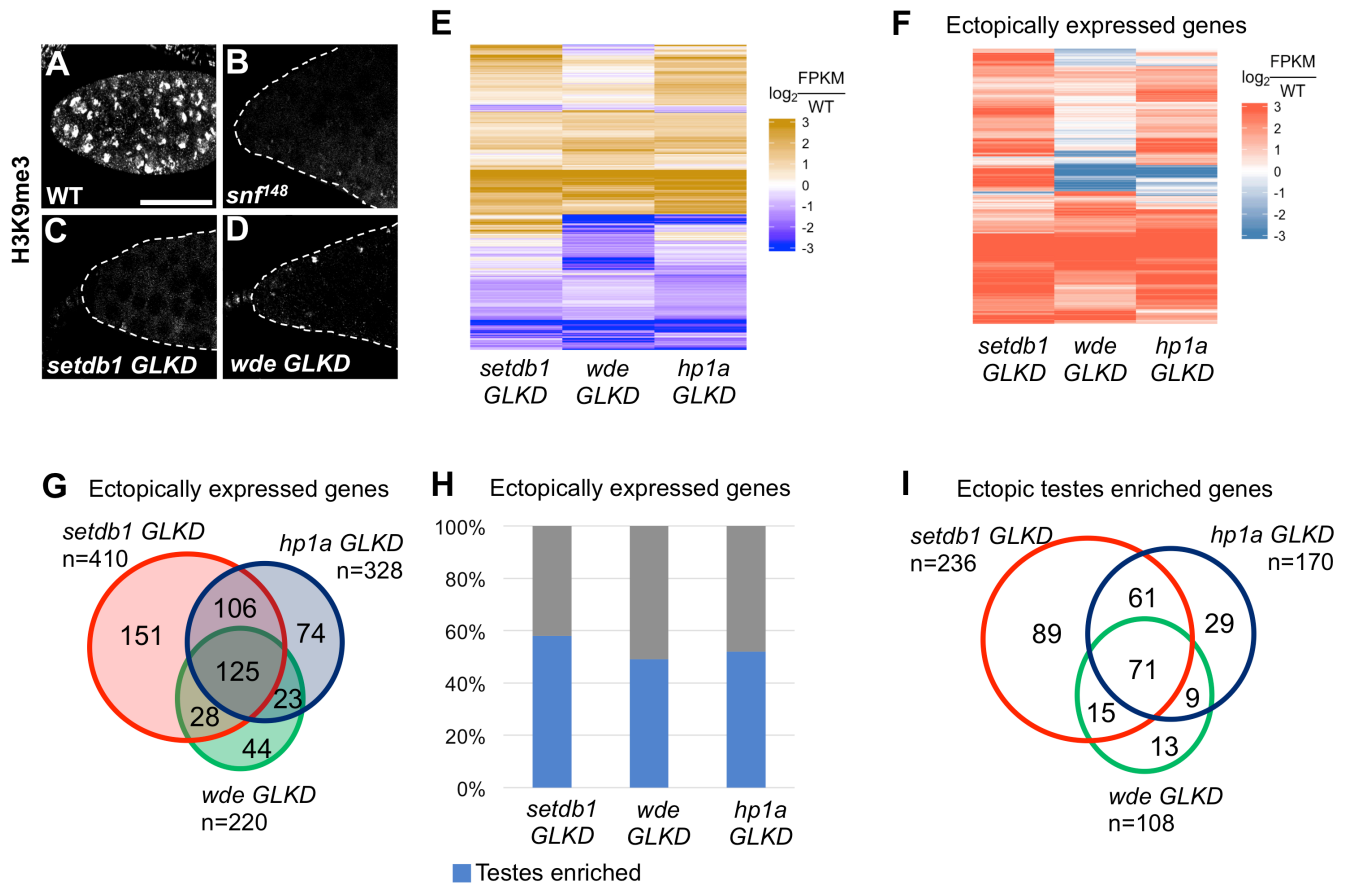 A
WT
B
snf148
C
setdb1 GLKD
D
wde GLKD
H3K9me3
E
log2 FPKM
WT
3
2
1
0
-1
-2
-3
setdb1
GLKD
wde
GLKD
hp1a
GLKD
F
Ectopically expressed genes
log2 FPKM
WT
3
2
1
0
-1
-2
-3
setdb1
GLKD
wde
GLKD
hp1a
GLKD
G
Ectopically expressed genes
setdb1 GLKD
n=410
hp1a GLKD
n=328
106
151
74
125
23
28
44
wde GLKD
n=220
H
Ectopically expressed genes
100%
80%
60%
40%
20%
0%
setdb1
GLKD
wde
GLKD
hp1a
GLKD
Testes enriched
I
Ectopic testes enriched genes
setdb1 GLKD
n=236
hp1a GLKD
n=170
61
89
29
71
9
15
13
wde GLKD
n=108